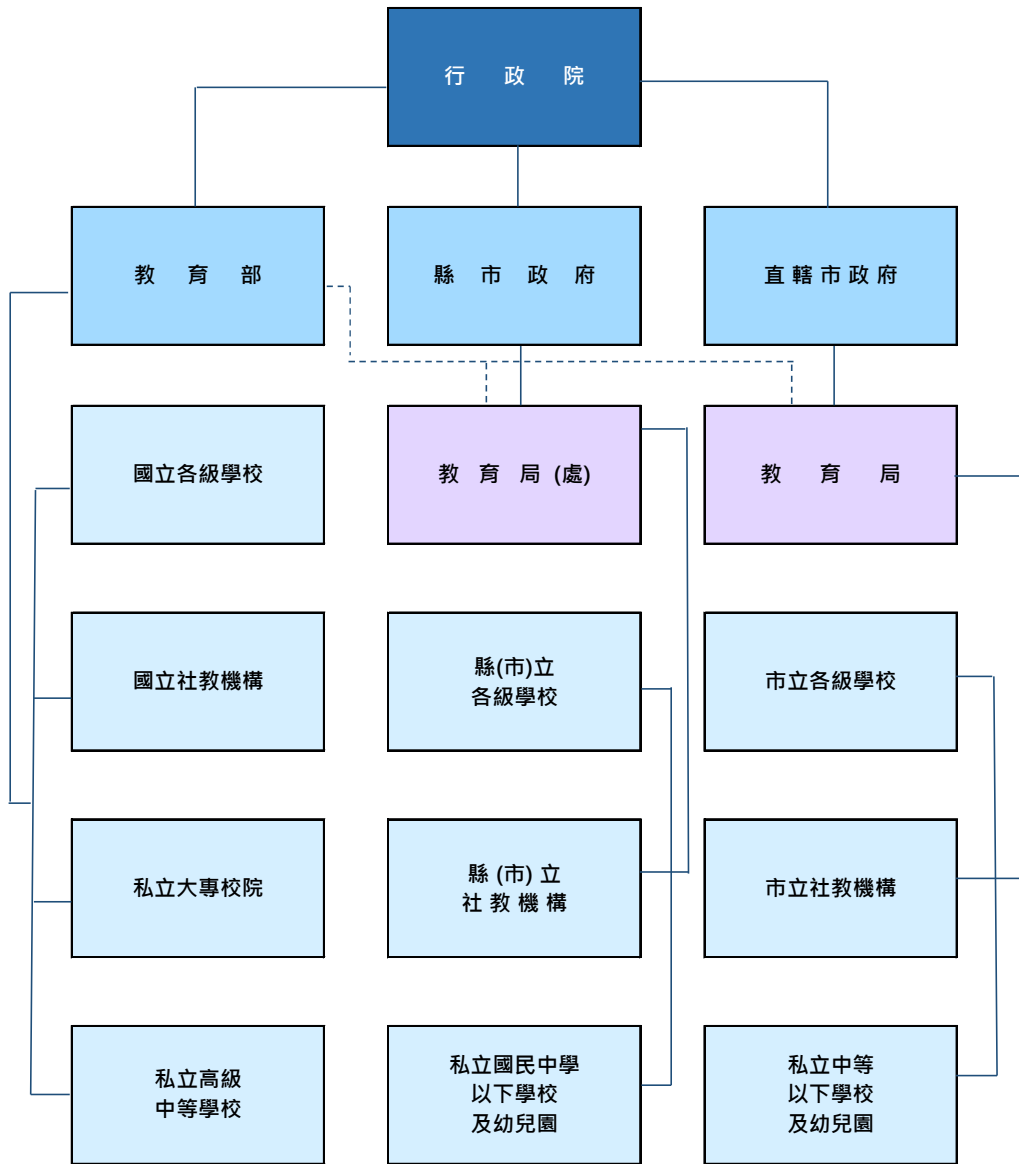 行政院
教育部
縣市政府
直轄市政府
國立各級學校
教育局(處)
教育局
國立社教機構
縣(市)立
各級學校
市立各級學校
私立大專校院
縣(市)立
社教機構
市立社教機構
私立高級
中等學校
私立國民中學
以下學校
及幼兒園
私立中等
以下學校
及幼兒園